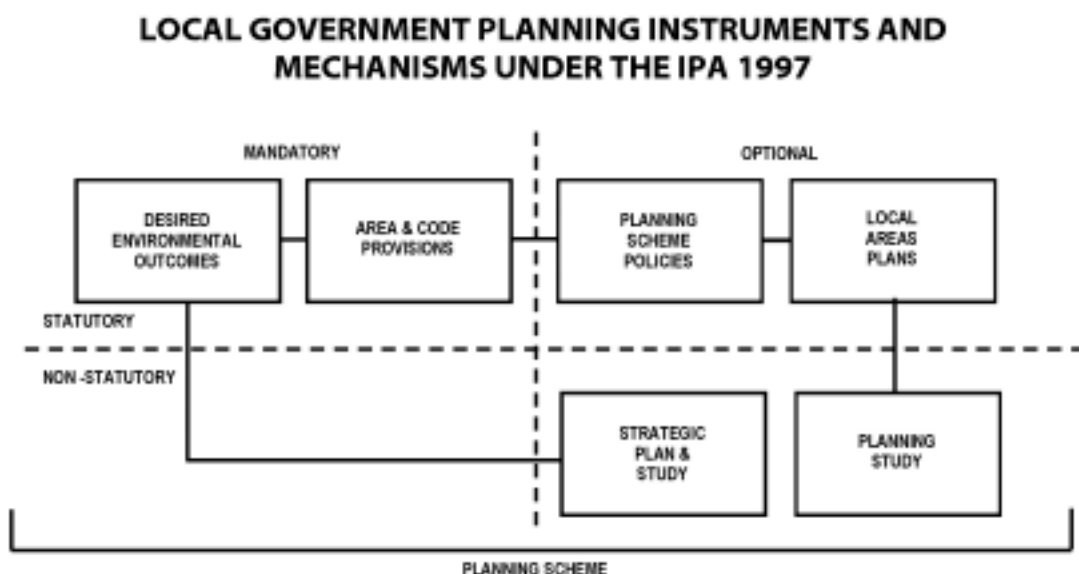 LOCAL GOVERNMENT PLANNING INSTRUMENTS AND
MECHANISMS UNDER THE IPA 1997
MANDATORY
OPTIONAL
DESIRED
ENVIRONMENTAL
OUTCOMES
AREA & CODE
PROVISIONS
PLANNING
SCHEME
POLICIES
LOCAL
AREAS
PLANS
STATUTORY
NON -STATUTORY
STRATEGIC
PLAN &
STUDY
PLANNING
STUDY
PLANNING SCHEME